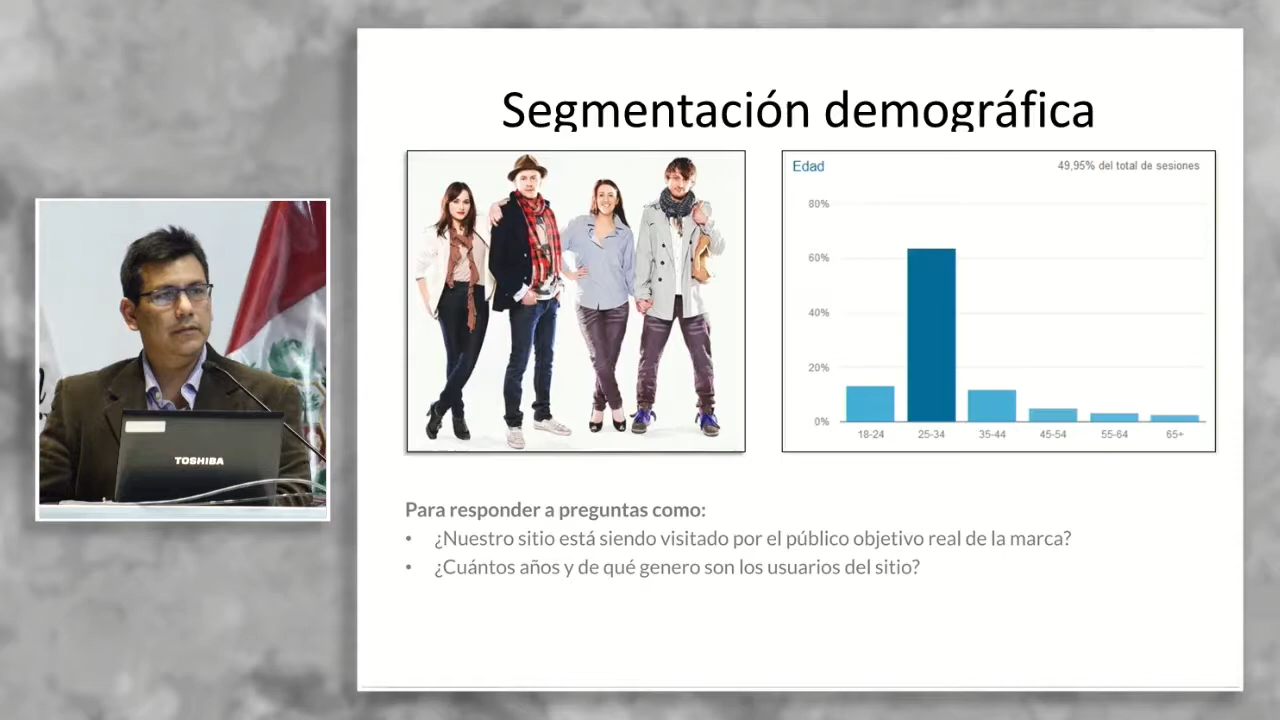 Segmentación demográfica
Edad
49,95% del total de sesiones
80%
60%
40%
20%
0%
18-24
25-34
35-44
45-54
55-64
65+
TOSHIBA
Para responder a preguntas como:
• ¿Nuestro sitio está siendo visitado por el público objetivo real de la marca?
• ¿Cuántos años y de qué genero son los usuarios del sitio?